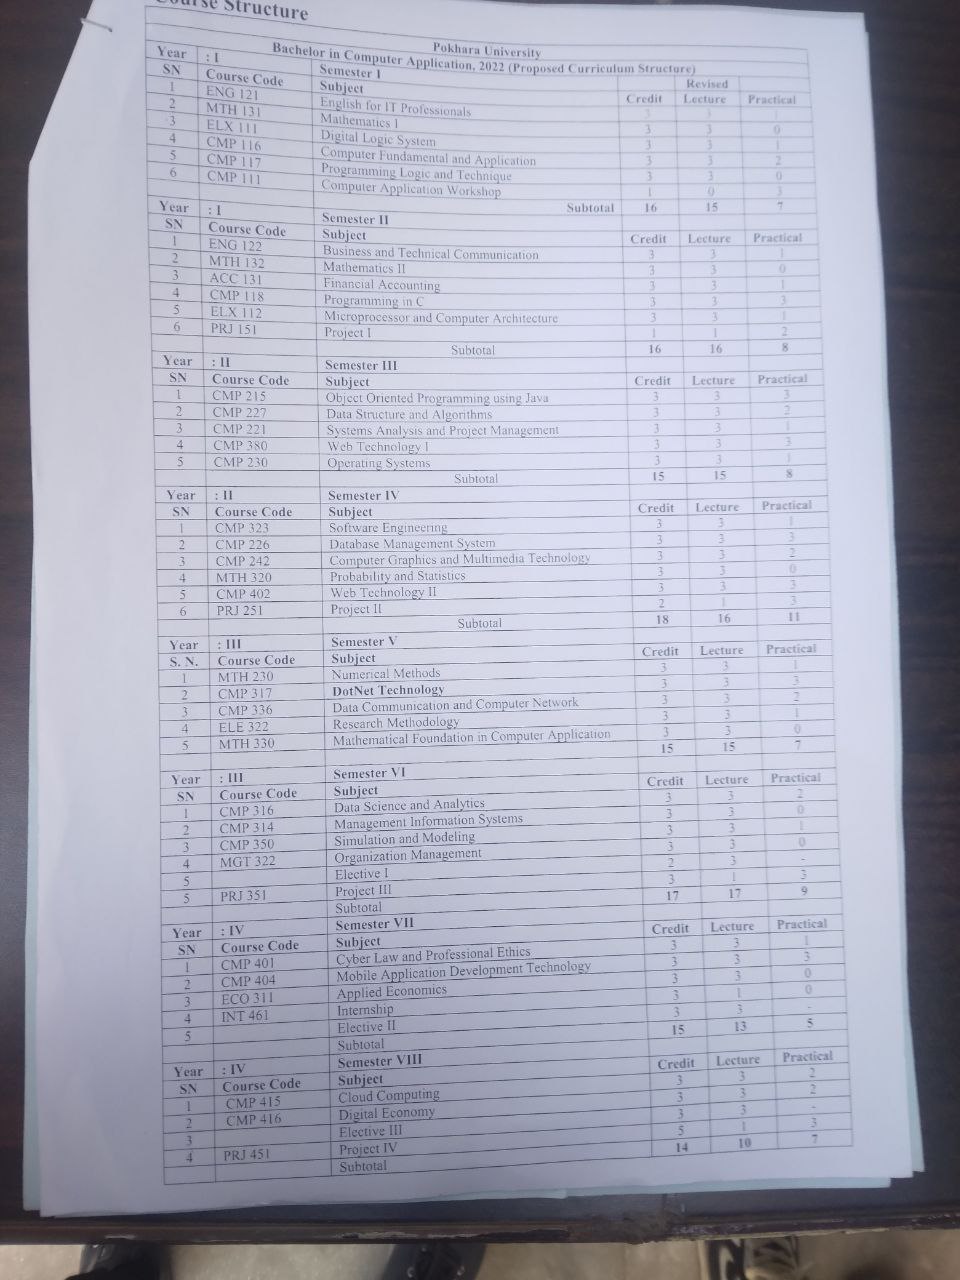 Course Structure
Pokhara University
Bachelor in Computer Application, 2022 (Proposed Curriculum Structure)
Year : I Semester I Revised
SN Course Code Subject Credit Lecture Practical
1 ENG 121 English for IT Professionals 3 3 1
2 MTH 131 Mathematics I 3 3 0
3 ELX 111 Digital Logic System 3 3 1
4 CMP 116 Computer Fundamental and Application 3 3 2
5 CMP 117 Programming Logic and Technique 3 3 0
6 CMP 111 Computer Application Workshop 1 0 3
Subtotal 16 15 7
Year : I Semester II
SN Course Code Subject Credit Lecture Practical
1 ENG 122 Business and Technical Communication 3 3 1
2 MTH 132 Mathematics II 3 3 0
3 ACC 131 Financial Accounting 3 3 1
4 CMP 118 Programming in C 3 3 3
5 ELX 112 Microprocessor and Computer Architecture 3 3 1
6 PRJ 151 Project I 1 1 2
Subtotal 16 16 8
Year : II Semester III
SN Course Code Subject Credit Lecture Practical
1 CMP 215 Object Oriented Programming using Java 3 3 3
2 CMP 227 Data Structure and Algorithms 3 3 2
3 CMP 221 Systems Analysis and Project Management 3 3 1
4 CMP 380 Web Technology I 3 3 3
5 CMP 230 Operating Systems 3 3 1
Subtotal 15 15 8
Year : II Semester IV
SN Course Code Subject Credit Lecture Practical
1 CMP 323 Software Engineering 3 3 1
2 CMP 226 Database Management System 3 3 3
3 CMP 242 Computer Graphics and Multimedia Technology 3 3 2
4 MTH 320 Probability and Statistics 3 3 0
5 CMP 402 Web Technology II 3 3 3
6 PRJ 251 Project II 2 1 3
Subtotal 18 16 11
Year : III Semester V
S. N. Course Code Subject Credit Lecture Practical
1 MTH 230 Numerical Methods 3 3 1
2 CMP 317 DotNet Technology 3 3 3
3 CMP 336 Data Communication and Computer Network 3 3 2
4 ELE 322 Research Methodology 3 3 1
5 MTH 330 Mathematical Foundation in Computer Application 3 3 0
15 15 7
Year : III Semester VI
SN Course Code Subject Credit Lecture Practical
1 CMP 316 Data Science and Analytics 3 3 2
2 CMP 314 Management Information Systems 3 3 0
3 CMP 350 Simulation and Modeling 3 3 1
4 MGT 322 Organization Management 3 3 0
5 Elective I 2 3 -
5 PRJ 351 Project III 3 1 3
Subtotal 17 17 9
Year : IV Semester VII
SN Course Code Subject Credit Lecture Practical
1 CMP 401 Cyber Law and Professional Ethics 3 3 1
2 CMP 404 Mobile Application Development Technology 3 3 3
3 ECO 311 Applied Economics 3 3 0
4 INT 461 Internship 3 1 0
5 Elective II 3 3 -
Subtotal 15 13 5
Year : IV Semester VIII
SN Course Code Subject Credit Lecture Practical
1 CMP 415 Cloud Computing 3 3 2
2 CMP 416 Digital Economy 3 3 2
3 Elective III 3 3 -
4 PRJ 451 Project IV 5 1 3
Subtotal 14 10 7